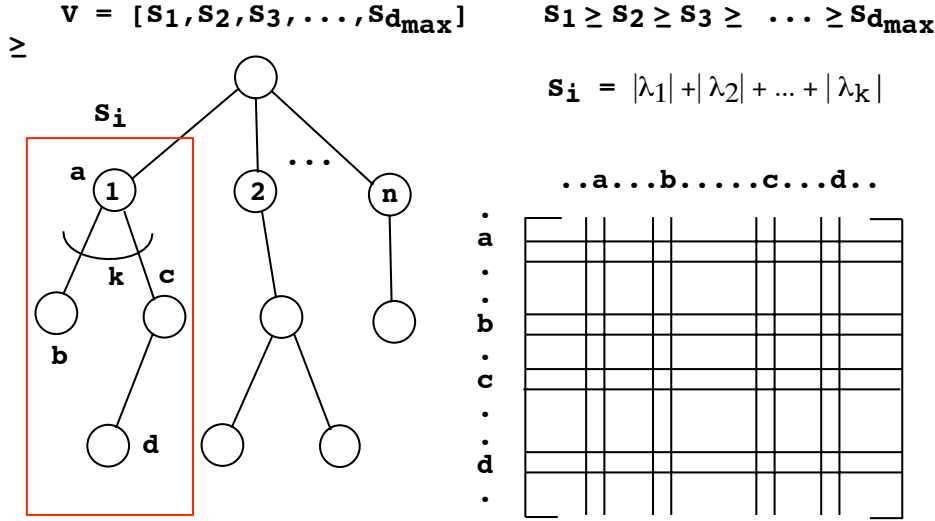 V = [S1,S2,S3,...,Sdmax]
S1 ≥ S2 ≥ S3 ≥ ... ≥ Sdmax
≥
Si = |λ1| +| λ2| + ... + | λk |
Si
a 1 2 ... n
k c
b
d
..a...b.....c...d..
.
a
.
.
b
.
c
.
.
d
.